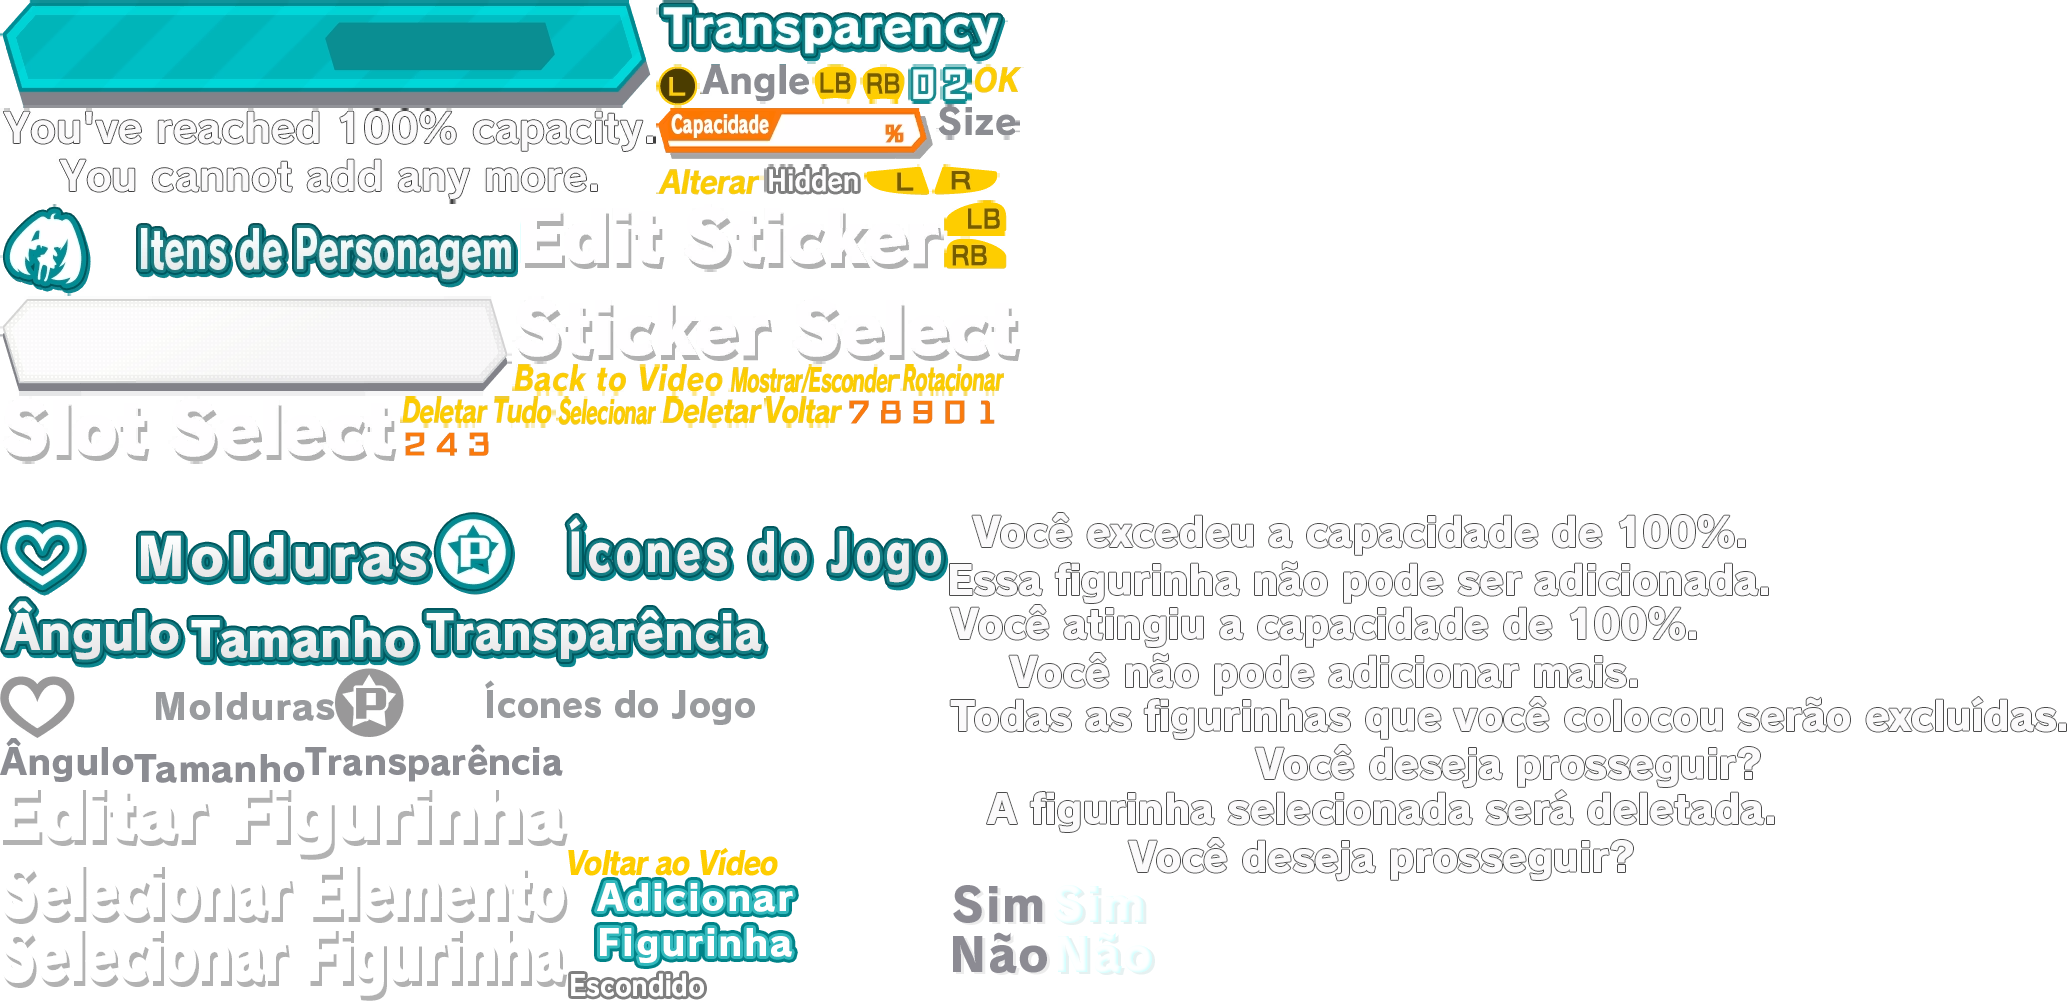 Transparency
L Angle LB RB 02 OK
You've reached 100% capacity.
You cannot add any more.
Capacidade %
Size
Alterar Hidden L R
Itens de Personagem
Edit Sticker
LB
RB
Sticker Select
Back to Video Mostrar/Esconder Rotacionar
Slot Select
Deletar Tudo Selecionar Deletar Voltar 7 8 9 0 1
2 4 3
Molduras P Ícones do Jogo
Ângulo Tamanho Transparência
Molduras P Ícones do Jogo
Ângulo Tamanho Transparência
Editar Figurinha
Selecionar Elemento
Selecionar Figurinha
Voltar ao Vídeo
Adicionar
Figurinha
Escondido
Você excedeu a capacidade de 100%.
Essa figurinha não pode ser adicionada.
Você atingiu a capacidade de 100%.
Você não pode adicionar mais.
Todas as figurinhas que você colocou serão excluídas.
Você deseja prosseguir?
A figurinha selecionada será deletada.
Você deseja prosseguir?
Sim Sim
Não Não